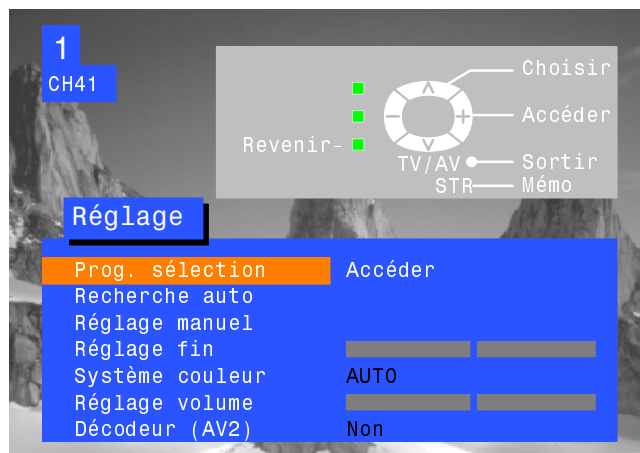 1
CH41
Choisir
Accéder
Revenir-
TV/AV Sortir
STR Mémo
Réglage
Prog. sélection Accéder
Recherche auto
Réglage manuel
Réglage fin
Système couleur AUTO
Réglage volume
Décodeur (AV2) Non